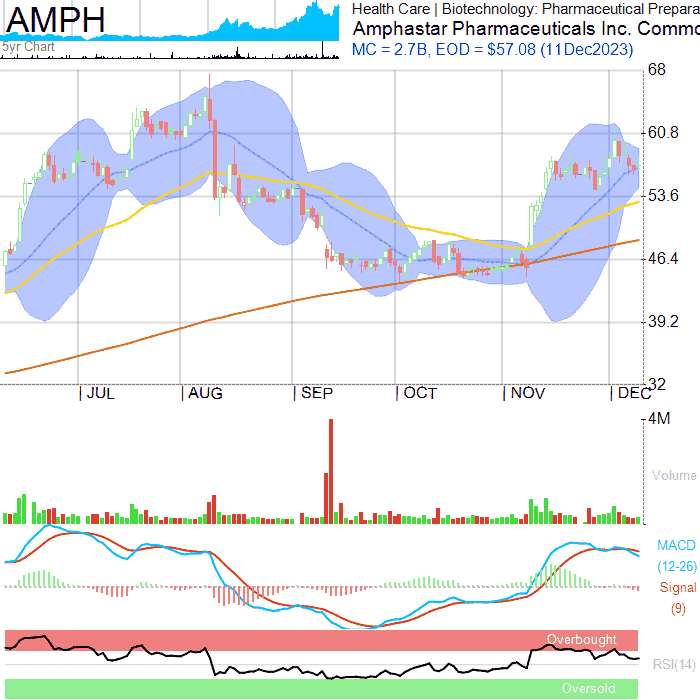 AMPH
5yr Chart
Health Care | Biotechnology: Pharmaceutical Prepara
Amphastar Pharmaceuticals Inc. Commo
MC = 2.7B, EOD = $57.08 (11Dec2023)
68
60.8
53.6
46.4
39.2
32
| JUL | AUG | SEP | OCT | NOV | DEC
4M
Volume
MACD
(12-26)
Signal
(9)
Overbought
RSI(14)
Oversold